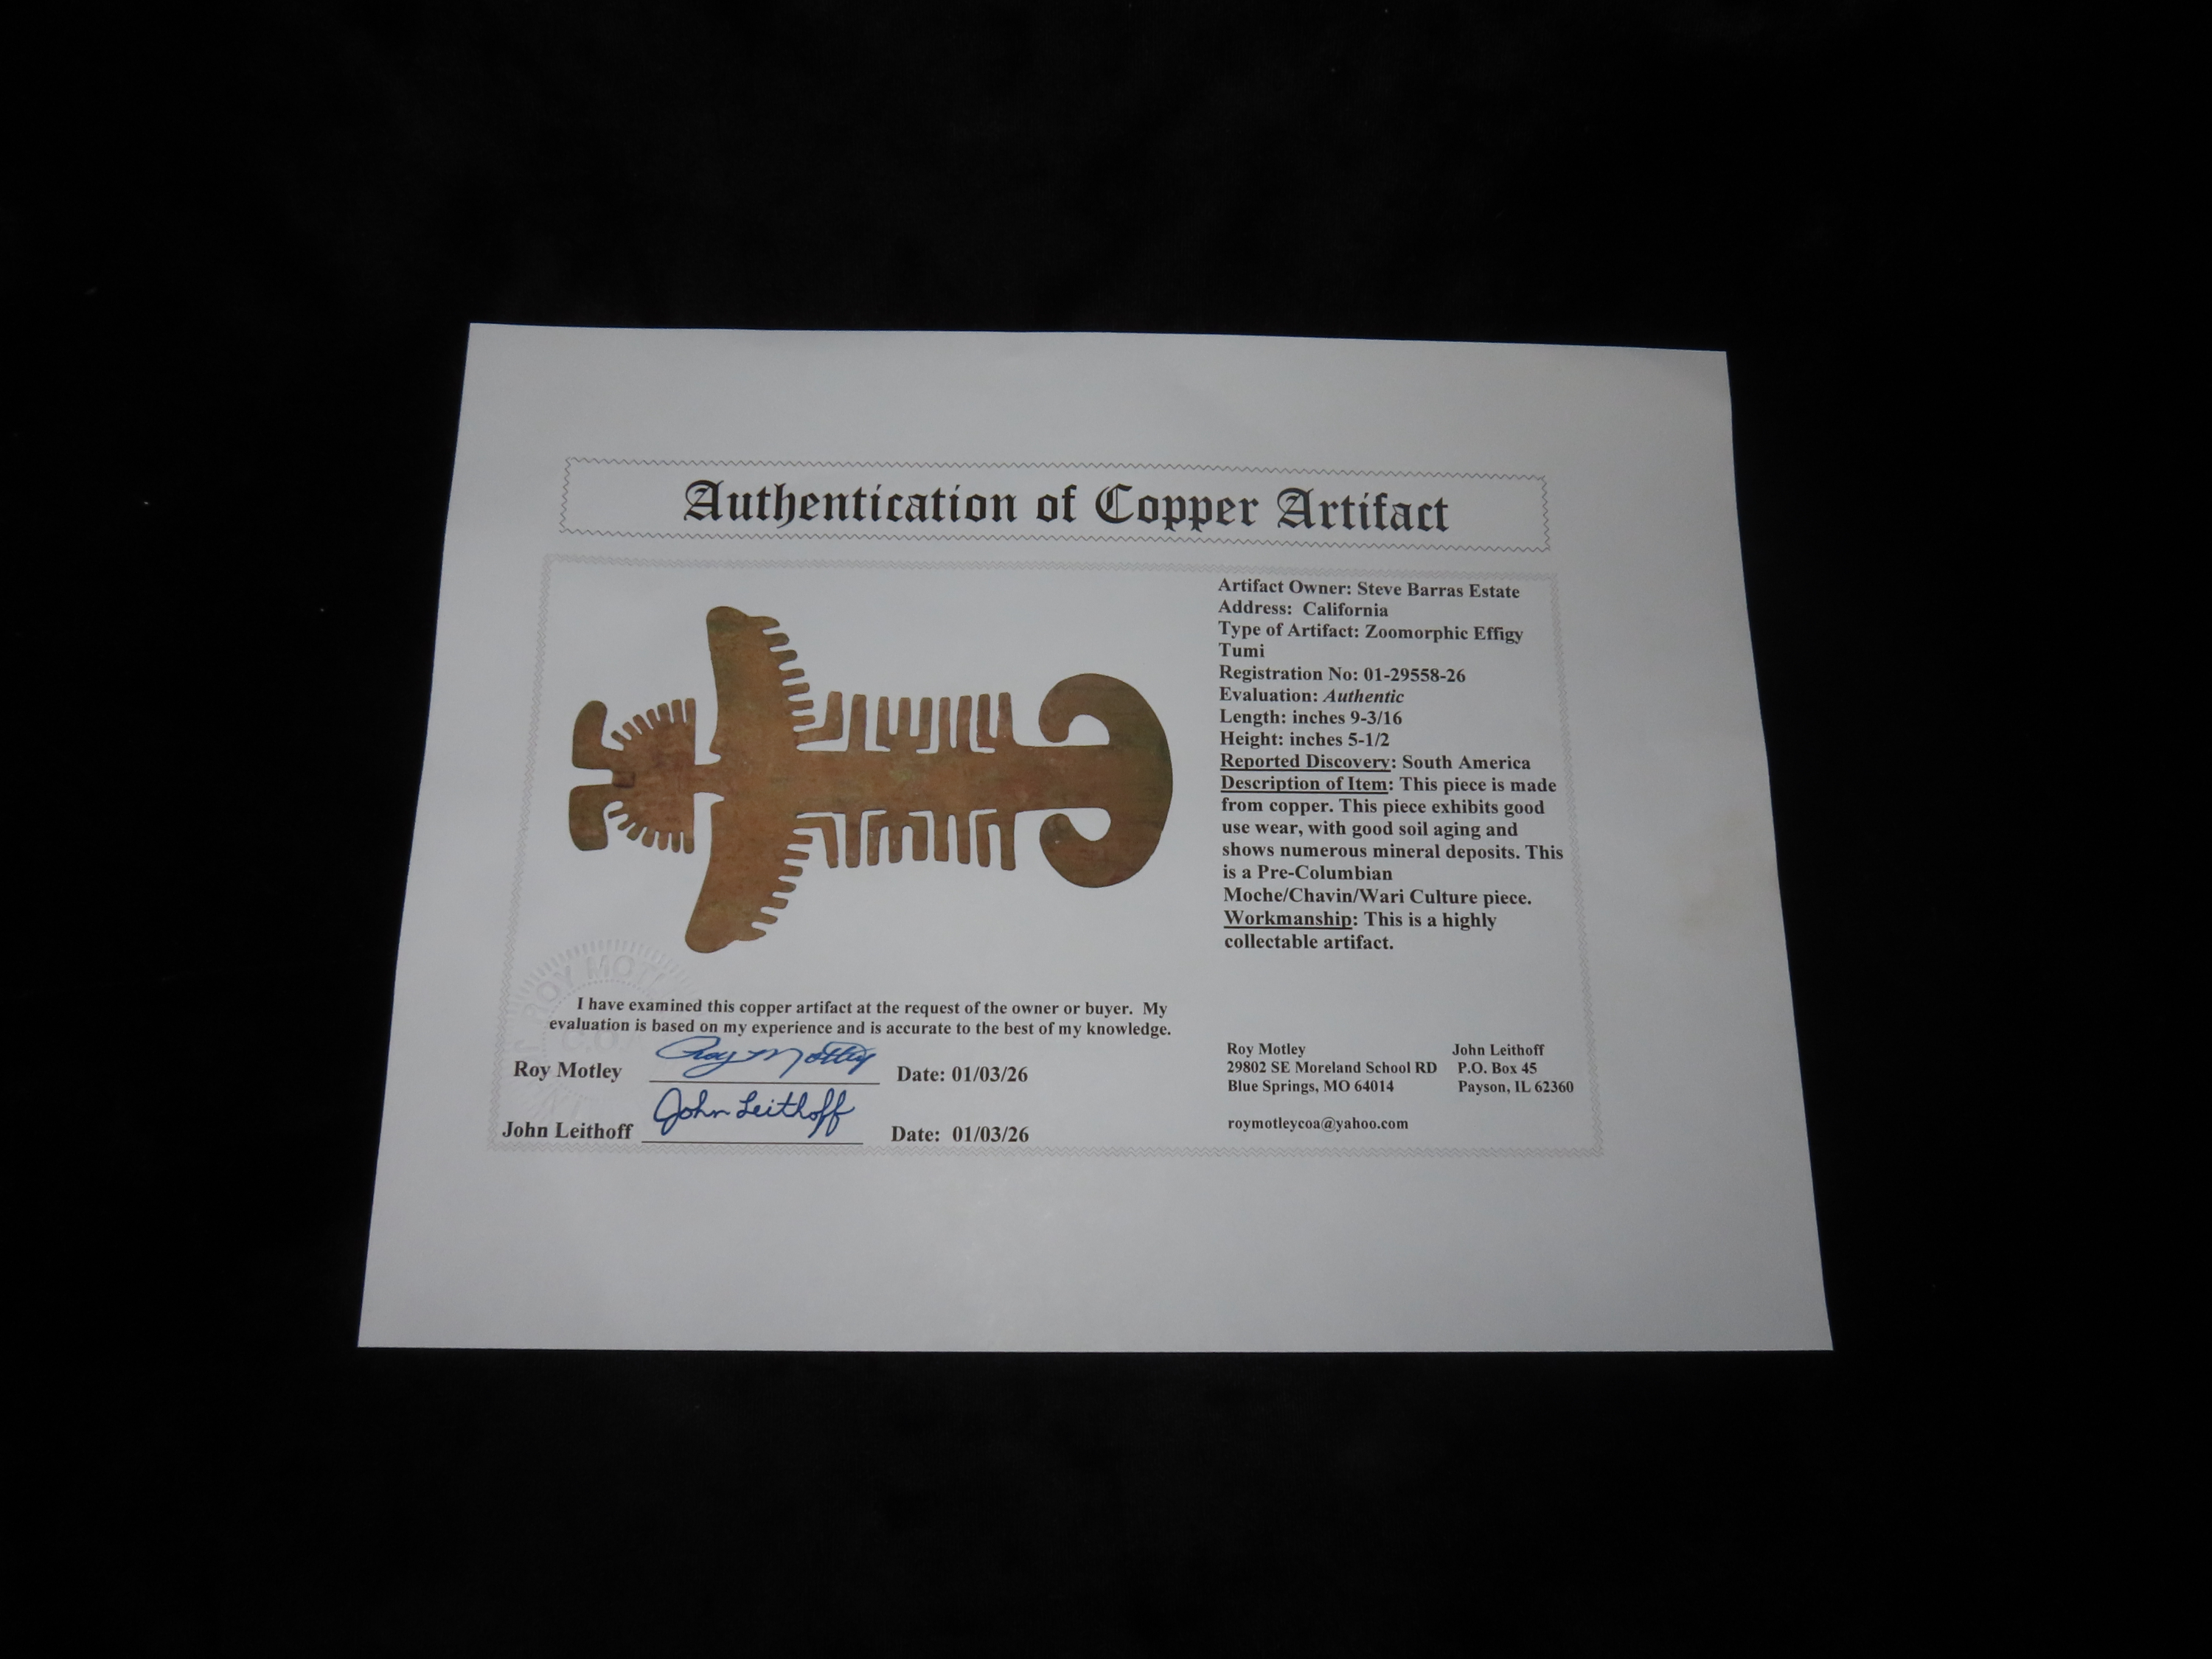 Authentication of Copper Artifact
Artifact Owner: Steve Barras Estate
Address: California
Type of Artifact: Zoomorphic Effigy
Tumi
Registration No: 01-29558-26
Evaluation: Authentic
Length: inches 9-3/16
Height: inches 5-1/2
Reported Discovery: South America
Description of Item: This piece is made
from copper. This piece exhibits good
use wear, with good soil aging and
shows numerous mineral deposits. This
is a Pre-Columbian
Moche/Chavin/Wari Culture piece.
Workmanship: This is a highly
collectable artifact.
ROY
I have examined this copper artifact at the request of the owner or buyer. My
evaluation is based on my experience and is accurate to the best of my knowledge.
Roy Motley Roy Motley Date: 01/03/26
John Leithoff John Leithoff Date: 01/03/26
Roy Motley John Leithoff
29802 SE Moreland School RD P.O. Box 45
Blue Springs, MO 64014 Payson, IL 62360
roymotleycoa@yahoo.com